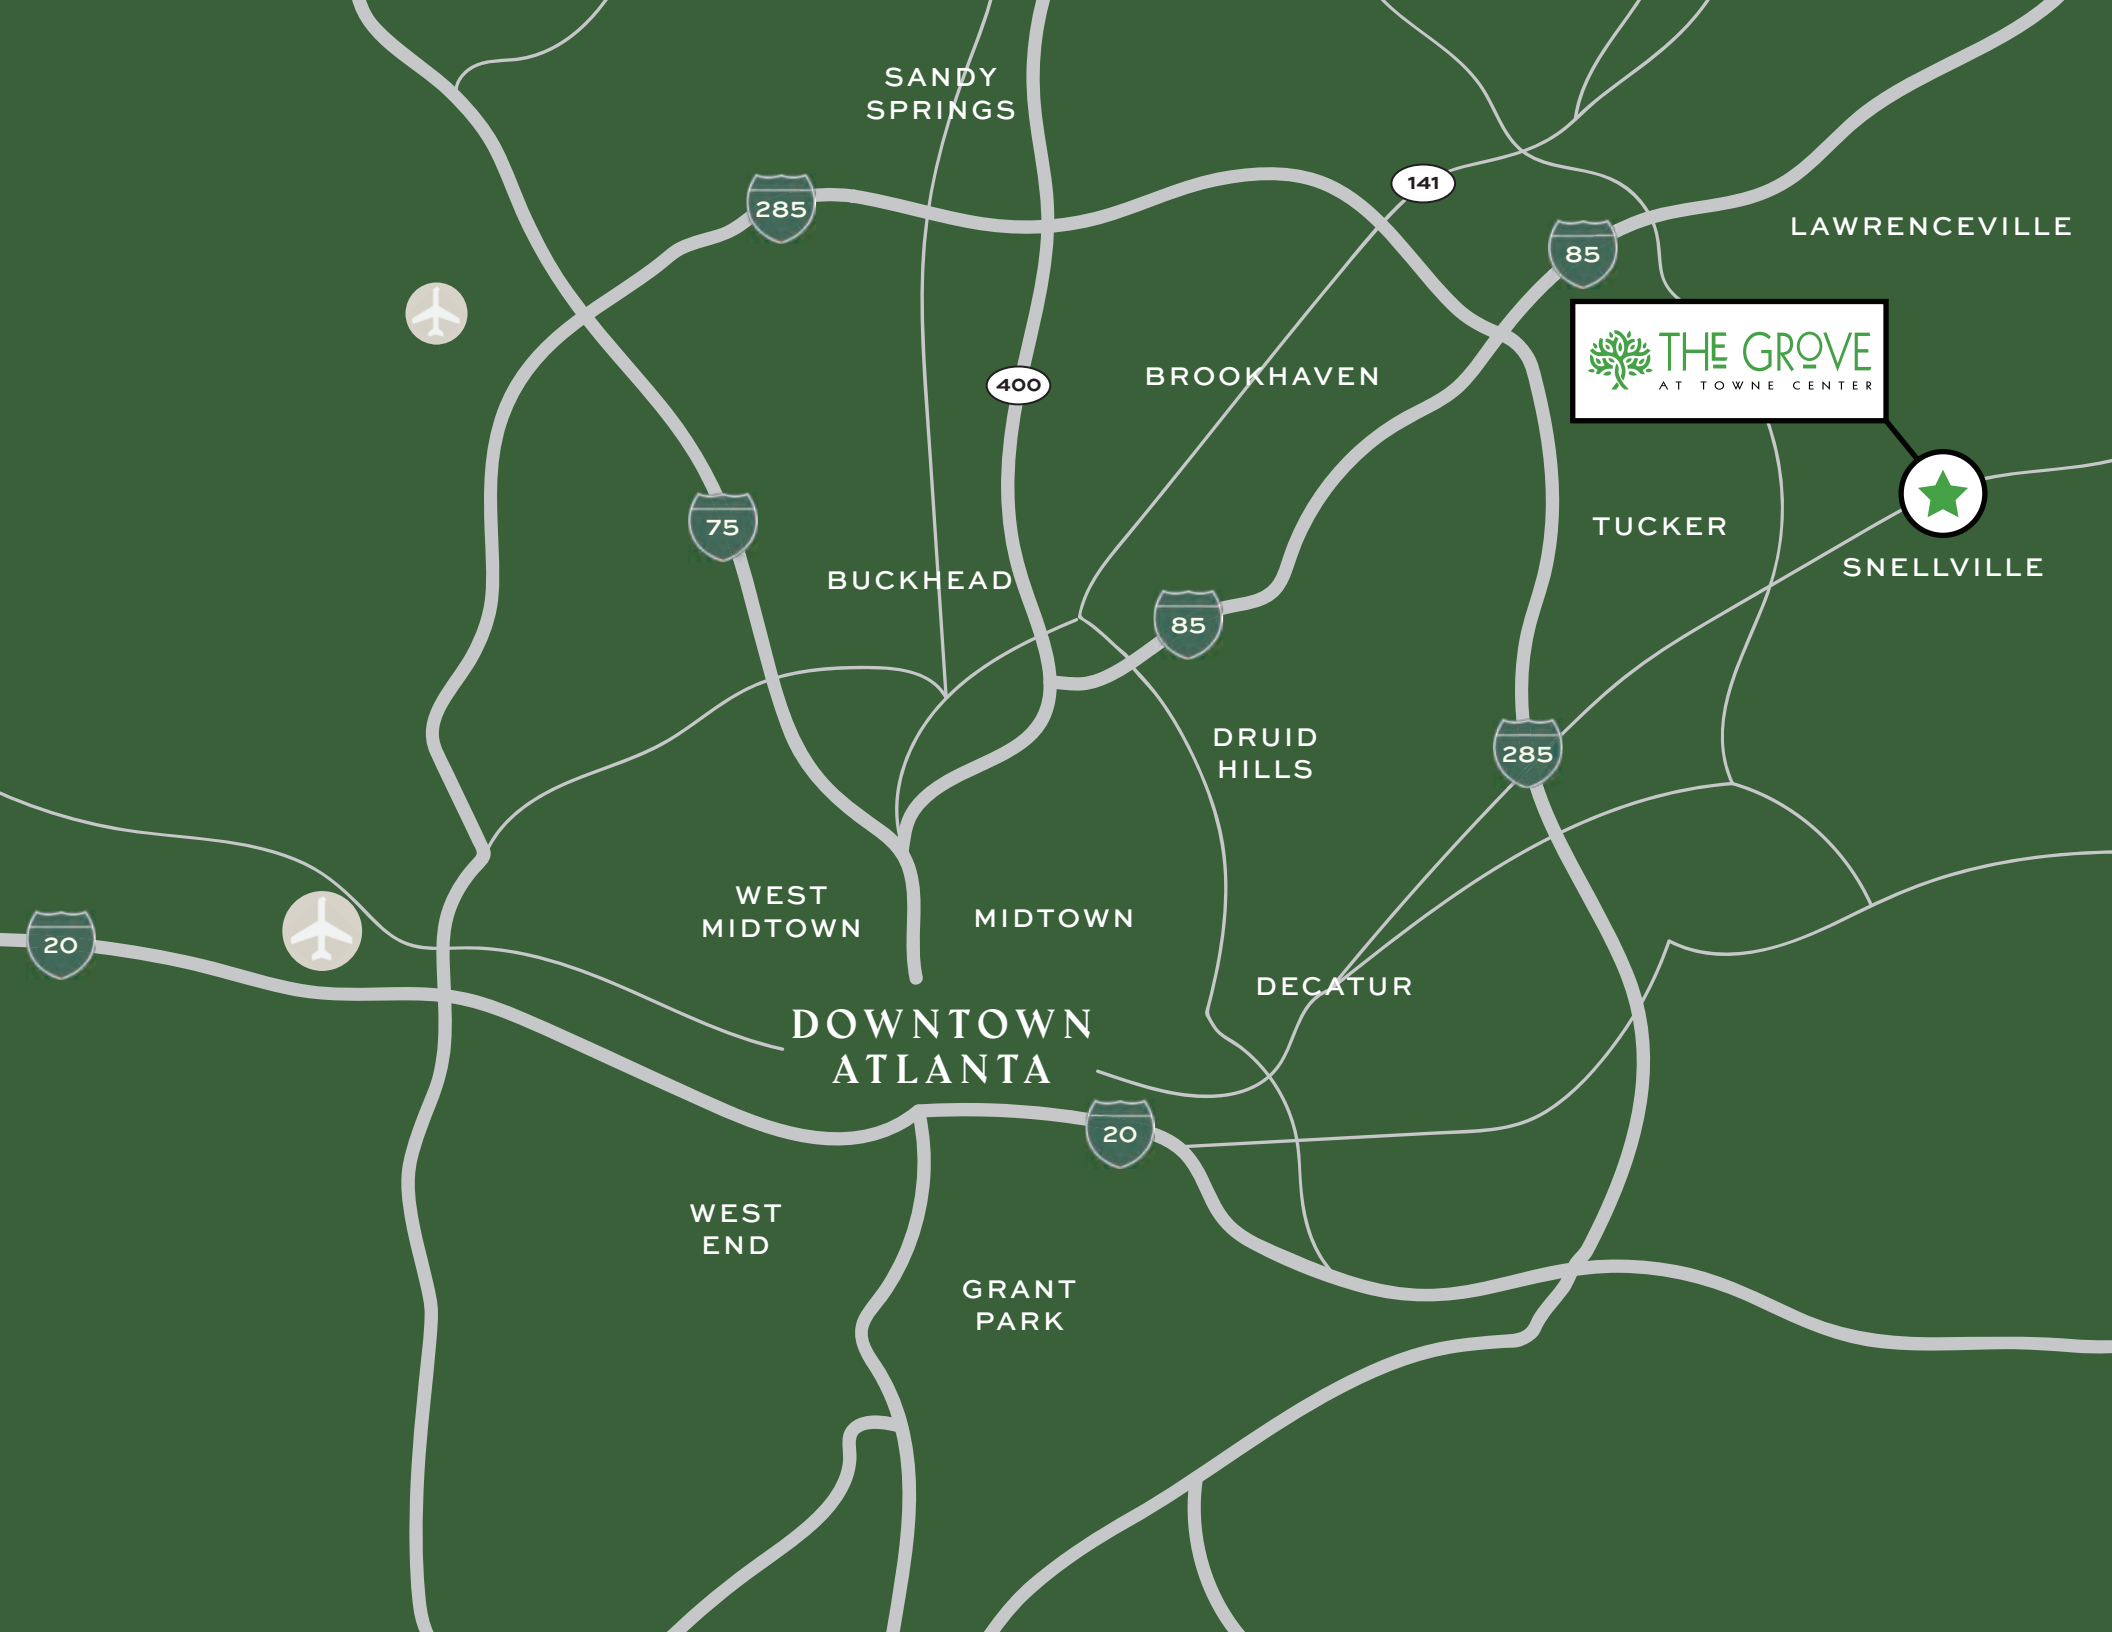 SANDY
SPRINGS
141
285
LAWRENCEVILLE
85
THE GROVE
AT TOWNE CENTER
400
BROOKHAVEN
75
TUCKER
SNELLVILLE
BUCKHEAD
85
DRUID
HILLS
285
WEST
MIDTOWN
MIDTOWN
20
DECATUR
DOWNTOWN
ATLANTA
20
WEST
END
GRANT
PARK